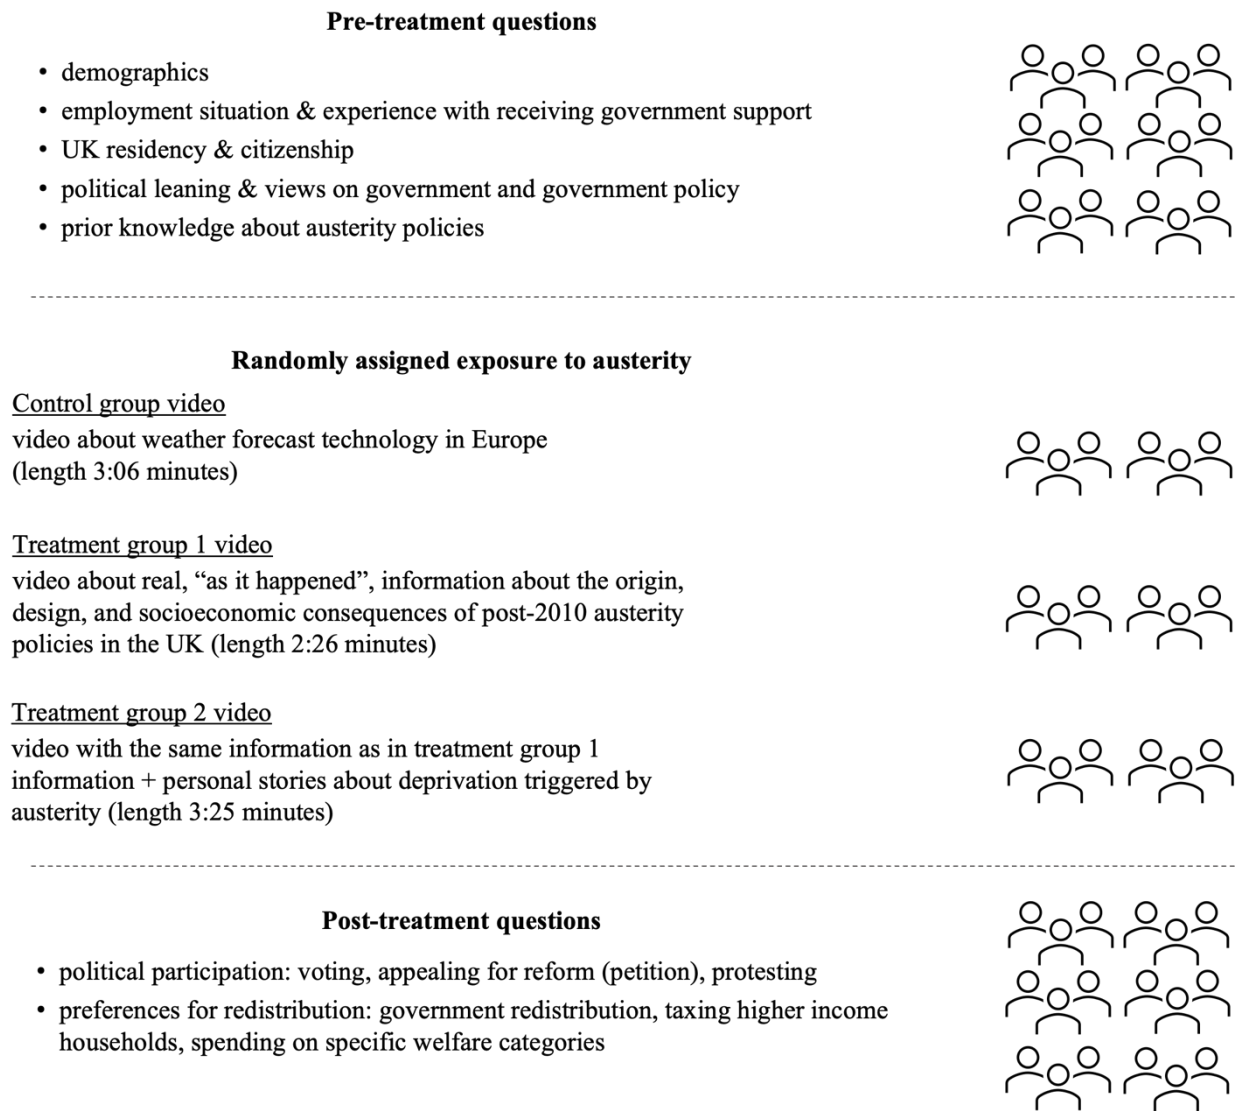 Pre-treatment questions
• demographics
• employment situation & experience with receiving government support
• UK residency & citizenship
• political leaning & views on government and government policy
• prior knowledge about austerity policies
Randomly assigned exposure to austerity
Control group video
video about weather forecast technology in Europe
(length 3:06 minutes)
Treatment group 1 video
video about real, “as it happened”, information about the origin,
design, and socioeconomic consequences of post-2010 austerity
policies in the UK (length 2:26 minutes)
Treatment group 2 video
video with the same information as in treatment group 1
information + personal stories about deprivation triggered by
austerity (length 3:25 minutes)
Post-treatment questions
• political participation: voting, appealing for reform (petition), protesting
• preferences for redistribution: government redistribution, taxing higher income
households, spending on specific welfare categories